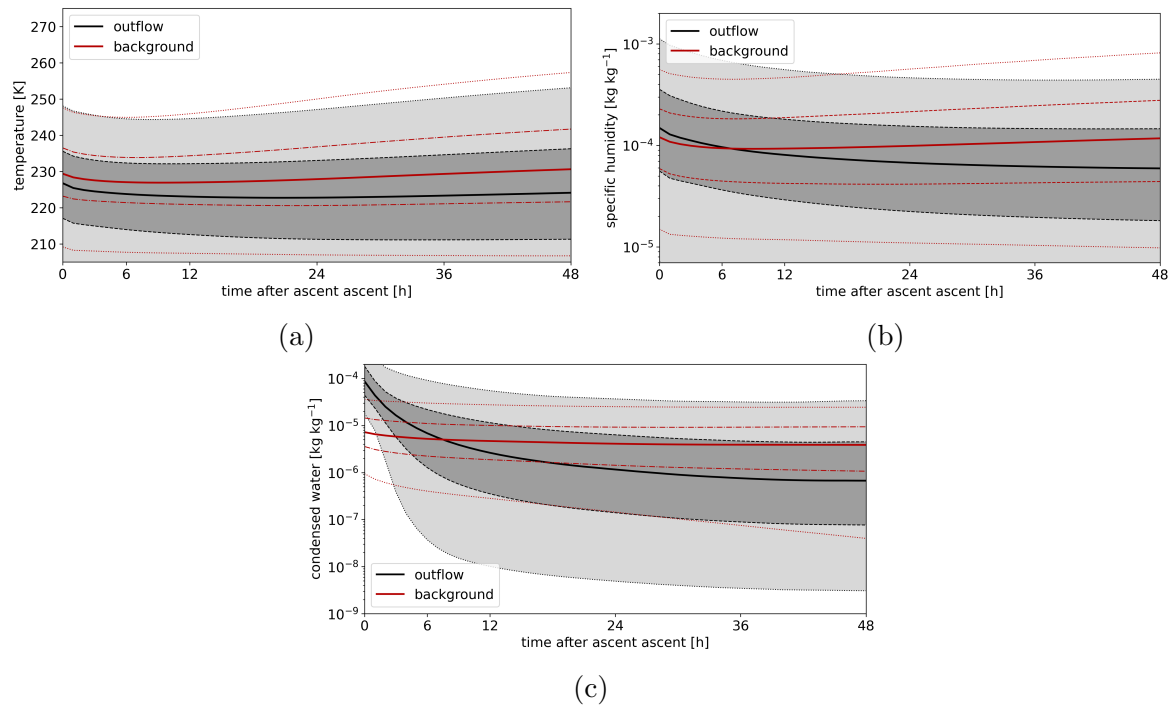 temperature [K]
270
260
250
240
230
220
210
outflow
background
0 6 12 24 36 48
time after ascent ascent [h]
(a)
specific humidity [kg kg⁻¹]
10⁻³
10⁻⁴
10⁻⁵
outflow
background
0 6 12 24 36 48
time after ascent ascent [h]
(b)
condensed water [kg kg⁻¹]
10⁻⁴
10⁻⁵
10⁻⁶
10⁻⁷
10⁻⁸
10⁻⁹
outflow
background
0 6 12 24 36 48
time after ascent ascent [h]
(c)